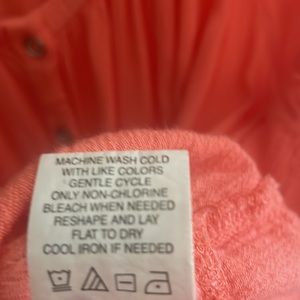 MACHINE WASH COLD
WITH LIKE COLORS
GENTLE CYCLE
ONLY NON-CHLORINE
BLEACH WHEN NEEDED
RESHAPE AND LAY
FLAT TO DRY
COOL IRON IF NEEDED